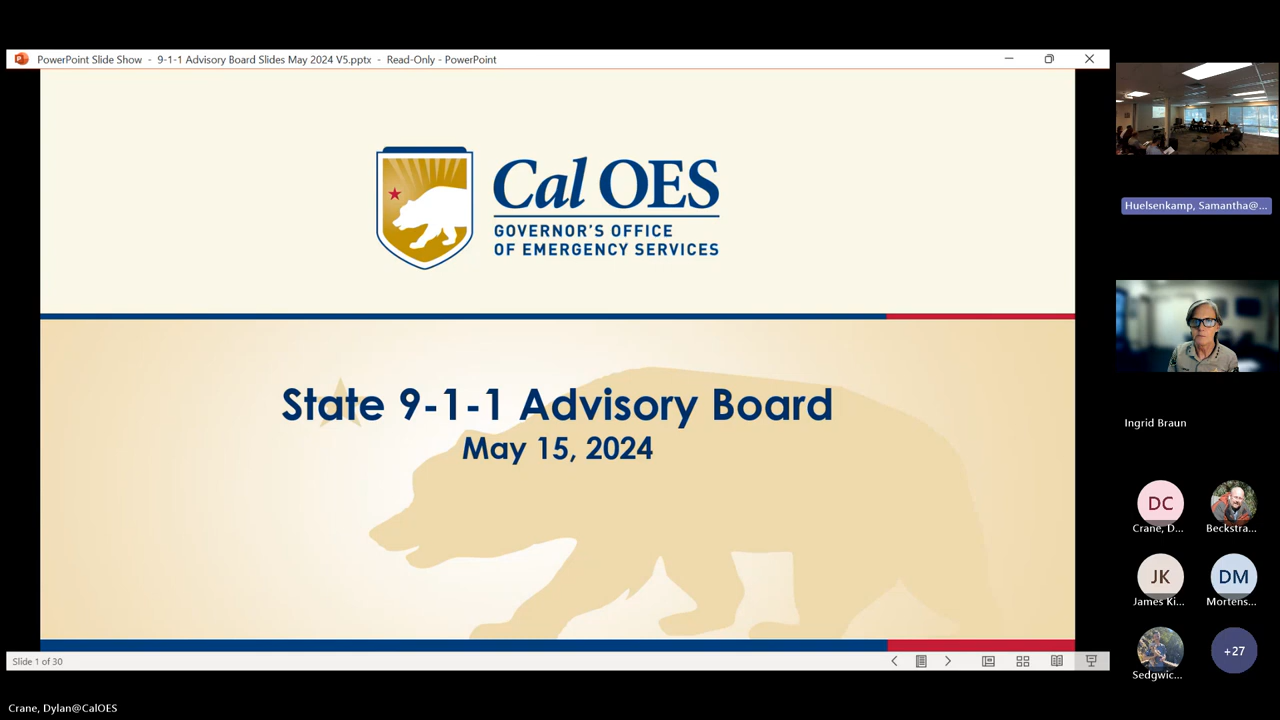 PowerPoint Slide Show - 9-1-1 Advisory Board Slides May 2024 V5.pptx - Read-Only - PowerPoint
Cal OES
GOVERNOR'S OFFICE
OF EMERGENCY SERVICES
State 9-1-1 Advisory Board
May 15, 2024
Slide 1 of 30
Crane, Dylan@CalOES
Huelsenkamp, Samantha@...
Ingrid Braun
DC
Crane, D...
Beckstra...
JK
James Ki...
DM
Mortens...
Sedgwic...
+27